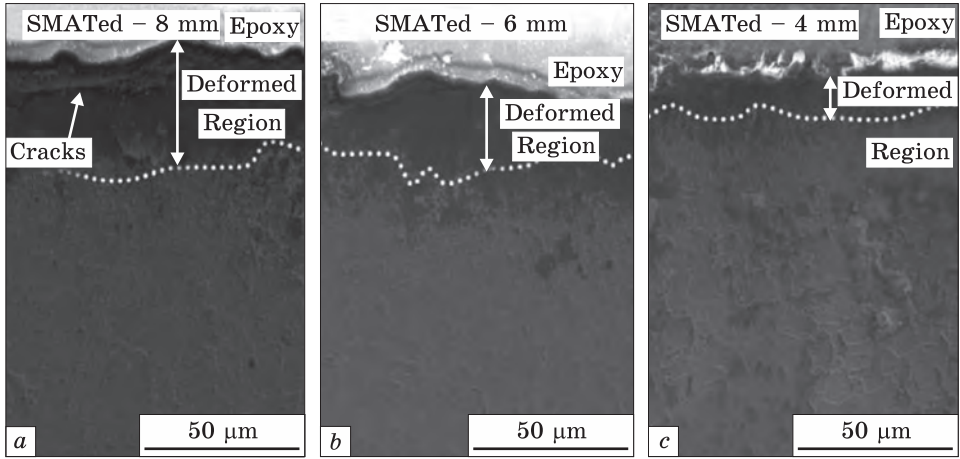 SMATed – 8 mm
Epoxy
Deformed
Region
Cracks
50 μm
a
SMATed – 6 mm
Epoxy
Deformed
Region
50 μm
b
SMATed – 4 mm
Epoxy
Deformed
Region
50 μm
c